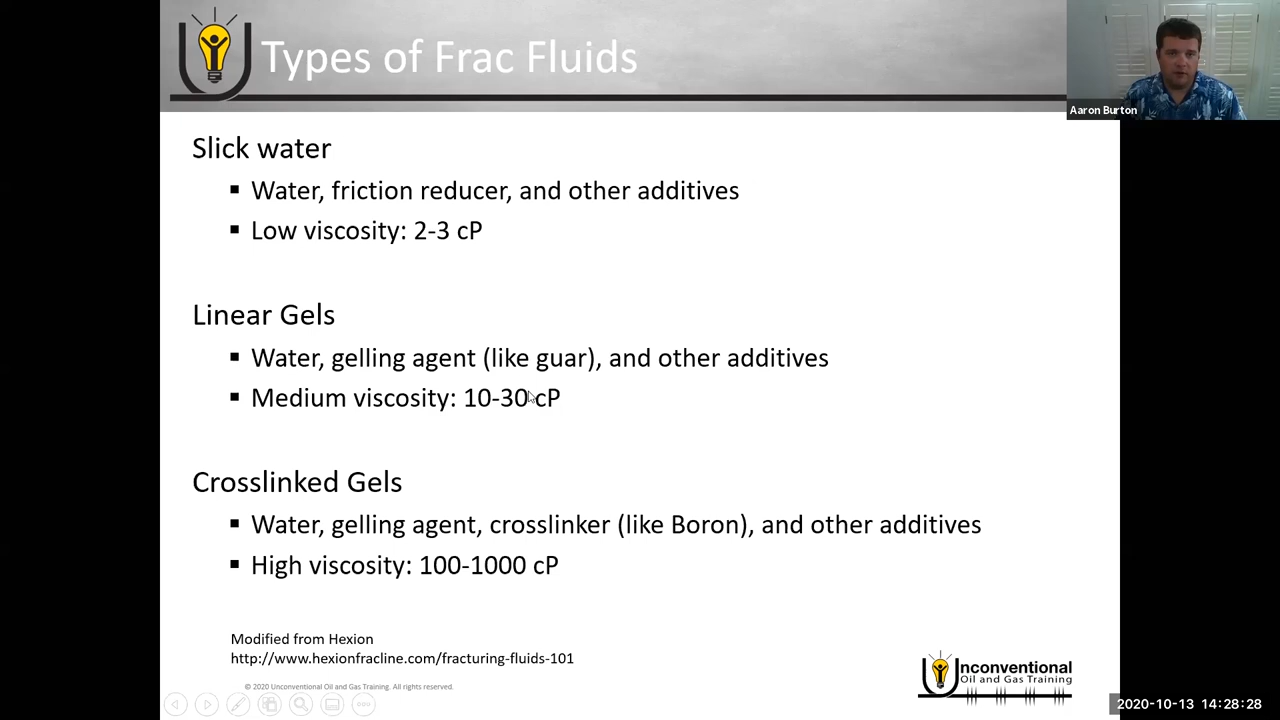 Types of Frac Fluids
Aaron Burton
Slick water
▪ Water, friction reducer, and other additives
▪ Low viscosity: 2-3 cP
Linear Gels
▪ Water, gelling agent (like guar), and other additives
▪ Medium viscosity: 10-30 cP
Crosslinked Gels
▪ Water, gelling agent, crosslinker (like Boron), and other additives
▪ High viscosity: 100-1000 cP
Modified from Hexion
http://www.hexionfracline.com/fracturing-fluids-101
© 2020 Unconventional Oil and Gas Training. All rights reserved.
Unconventional
Oil and Gas Training
2020-10-13 14:28:28